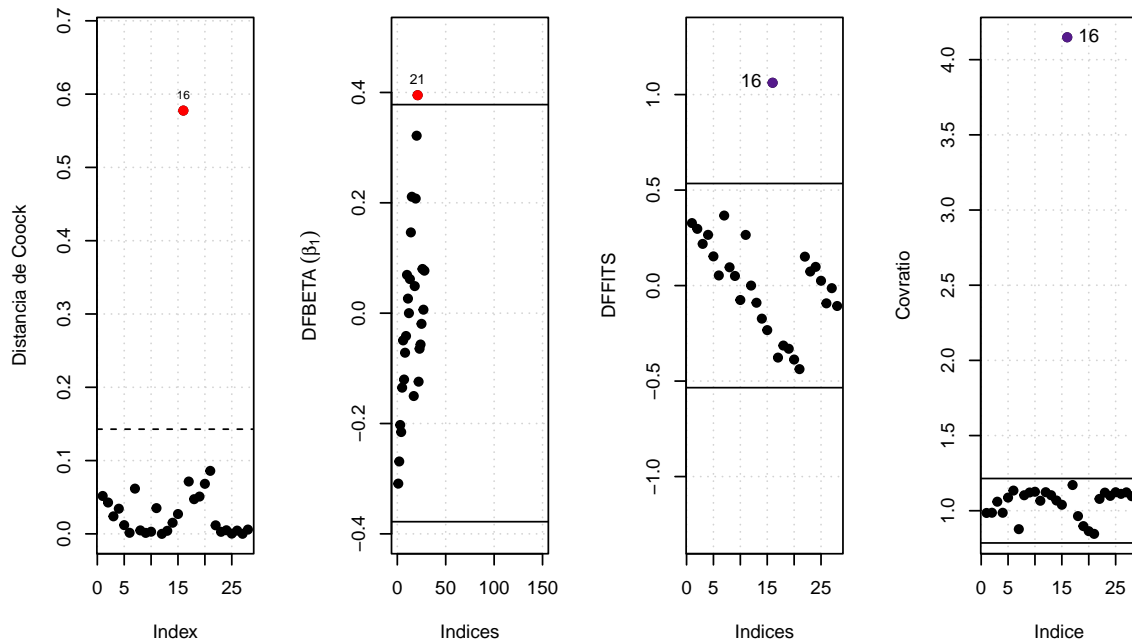 Distancia de Coock
0.7
0.6
0.5
0.4
0.3
0.2
0.1
0.0
16
0 5 15 25
Index
DFBETA (β1)
0.4
0.2
0.0
−0.2
−0.4
21
0 50 100 150
Indices
DFFITS
1.0
0.5
0.0
−0.5
−1.0
16
0 5 15 25
Indices
Covratio
4.0
3.5
3.0
2.5
2.0
1.5
1.0
16
0 5 15 25
Indice